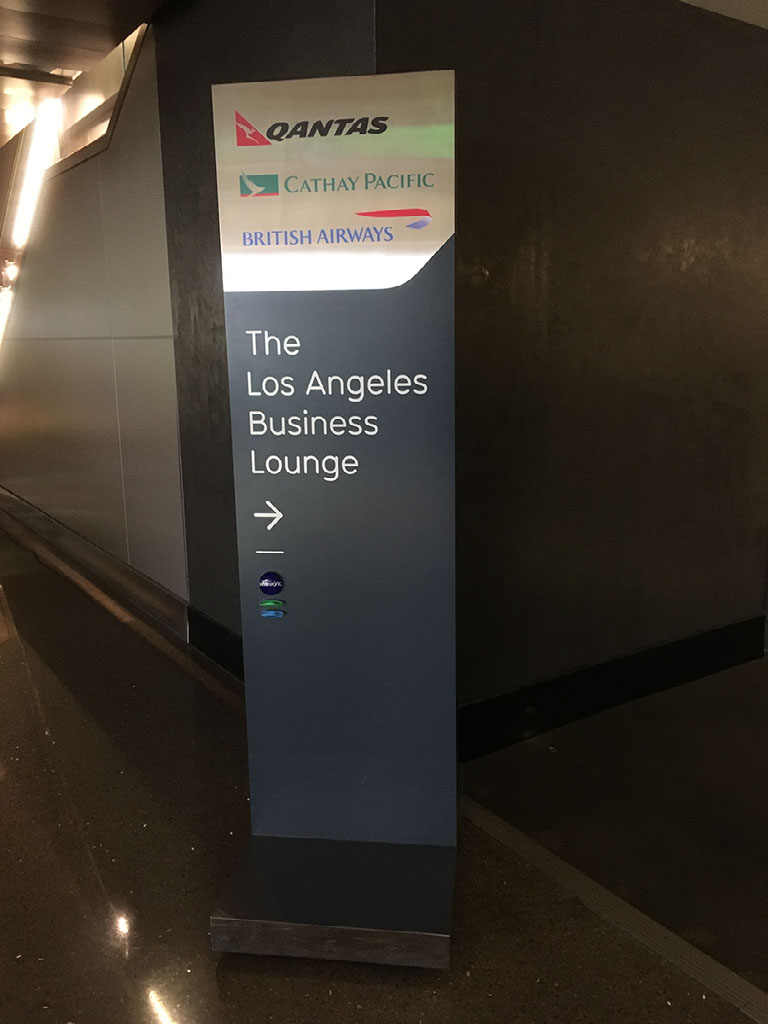 QANTAS
CATHAY PACIFIC
BRITISH AIRWAYS
The
Los Angeles
Business
Lounge